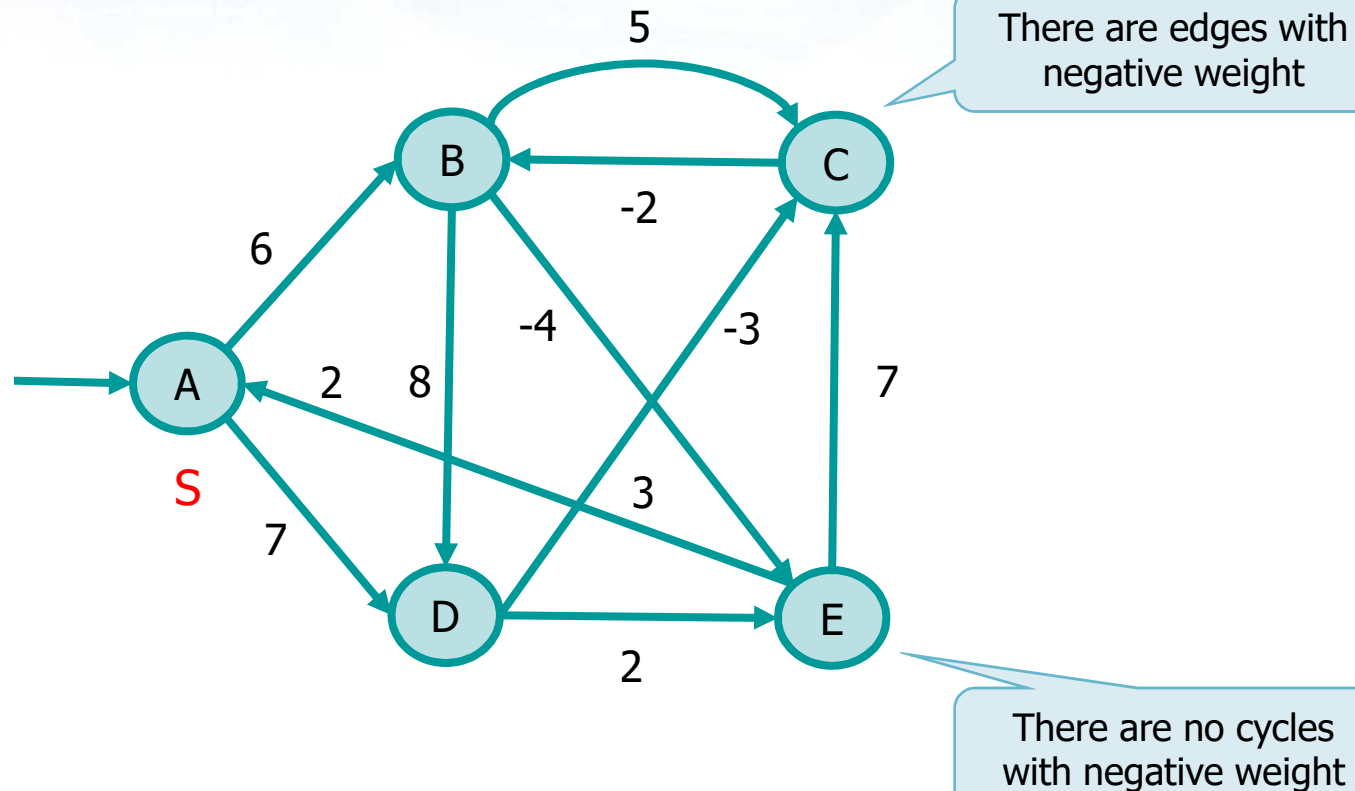 5
There are edges with
negative weight
B
C
-2
6
-4
-3
A
2
8
7
S
3
7
D
E
2
There are no cycles
with negative weight